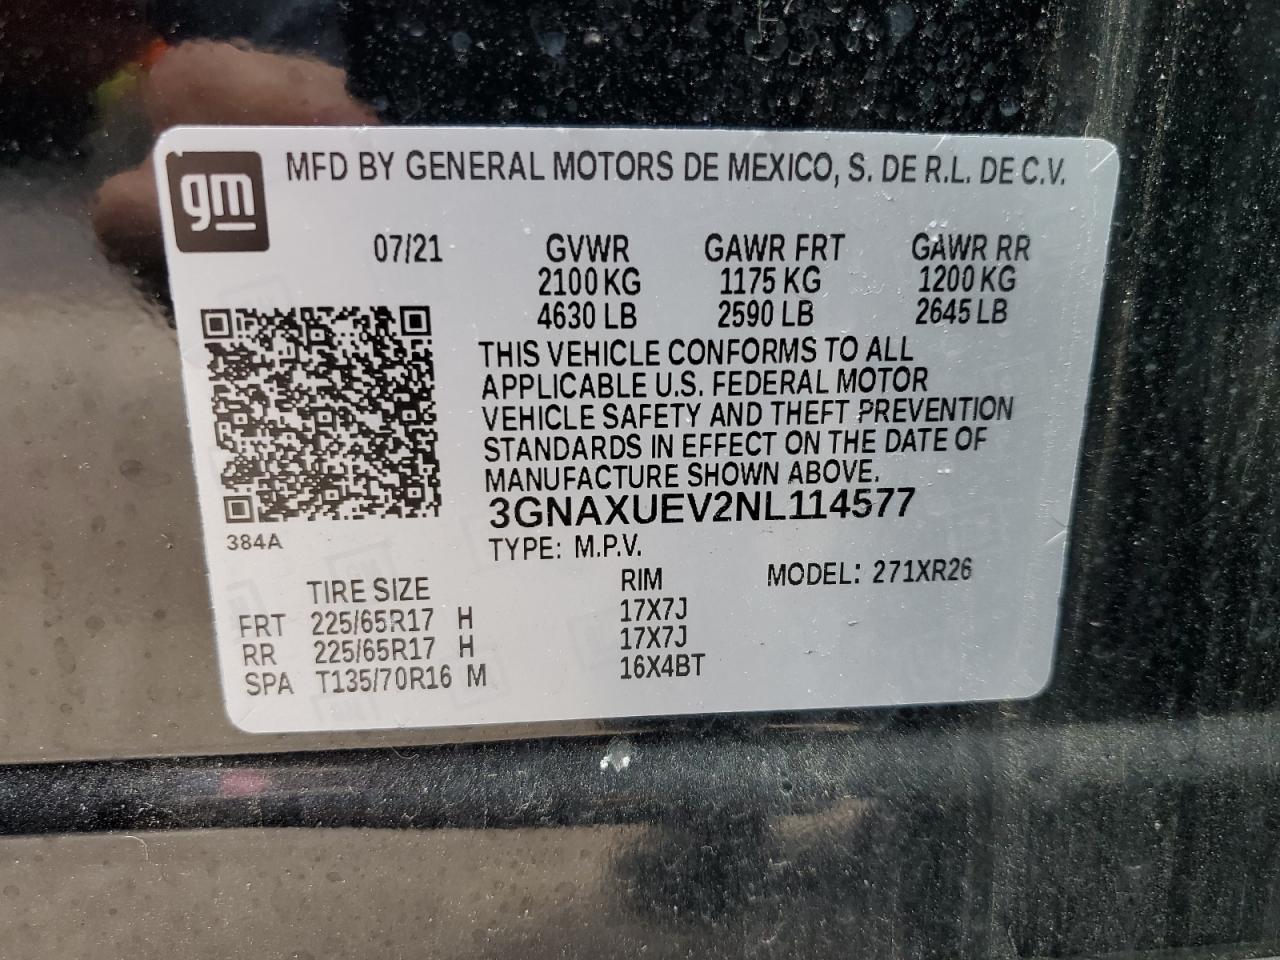 gm
MFD BY GENERAL MOTORS DE MEXICO, S. DE R.L. DE C.V.
07/21 GVWR GAWR FRT GAWR RR
2100 KG 1175 KG 1200 KG
4630 LB 2590 LB 2645 LB
THIS VEHICLE CONFORMS TO ALL
APPLICABLE U.S. FEDERAL MOTOR
VEHICLE SAFETY AND THEFT PREVENTION
STANDARDS IN EFFECT ON THE DATE OF
MANUFACTURE SHOWN ABOVE.
3GNAXUEV2NL114577
384A
TYPE: M.P.V.
TIRE SIZE RIM MODEL: 271XR26
FRT 225/65R17 H 17X7J
RR 225/65R17 H 17X7J
SPA T135/70R16 M 16X4BT